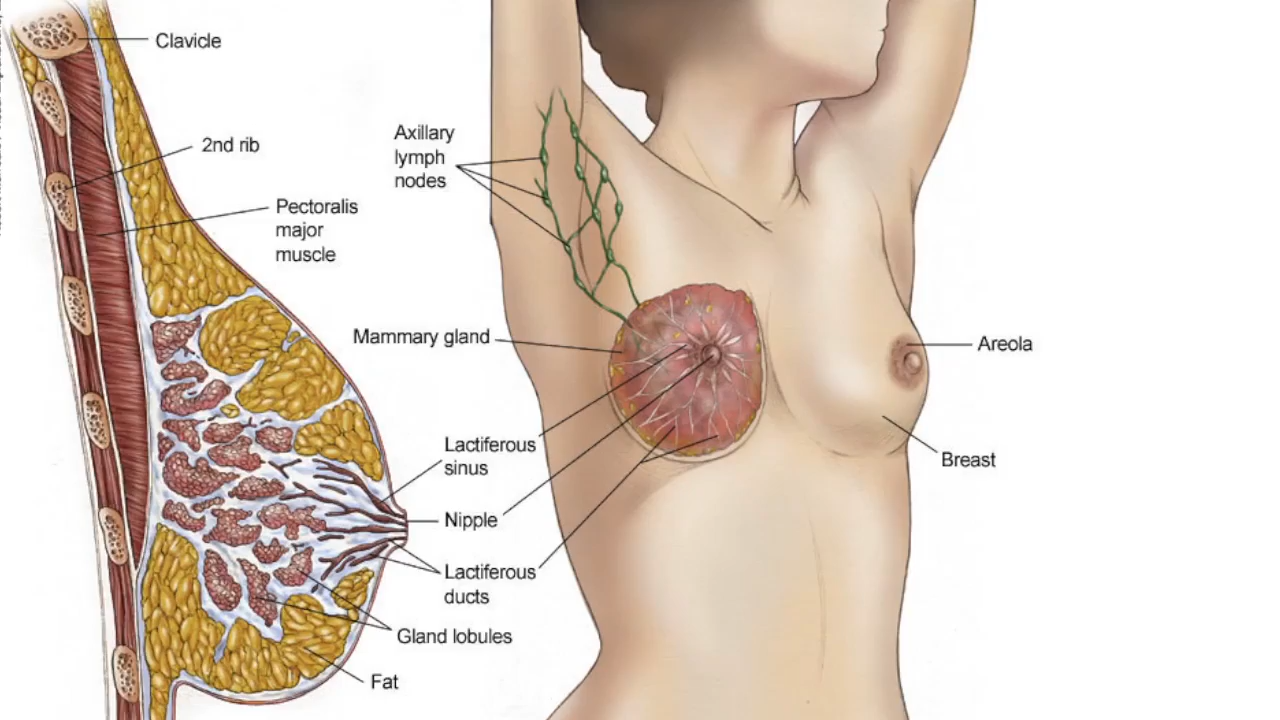 Clavicle
2nd rib
Pectoralis
major
muscle
Axillary
lymph
nodes
Mammary gland
Areola
Lactiferous
sinus
Breast
Nipple
Lactiferous
ducts
Gland lobules
Fat